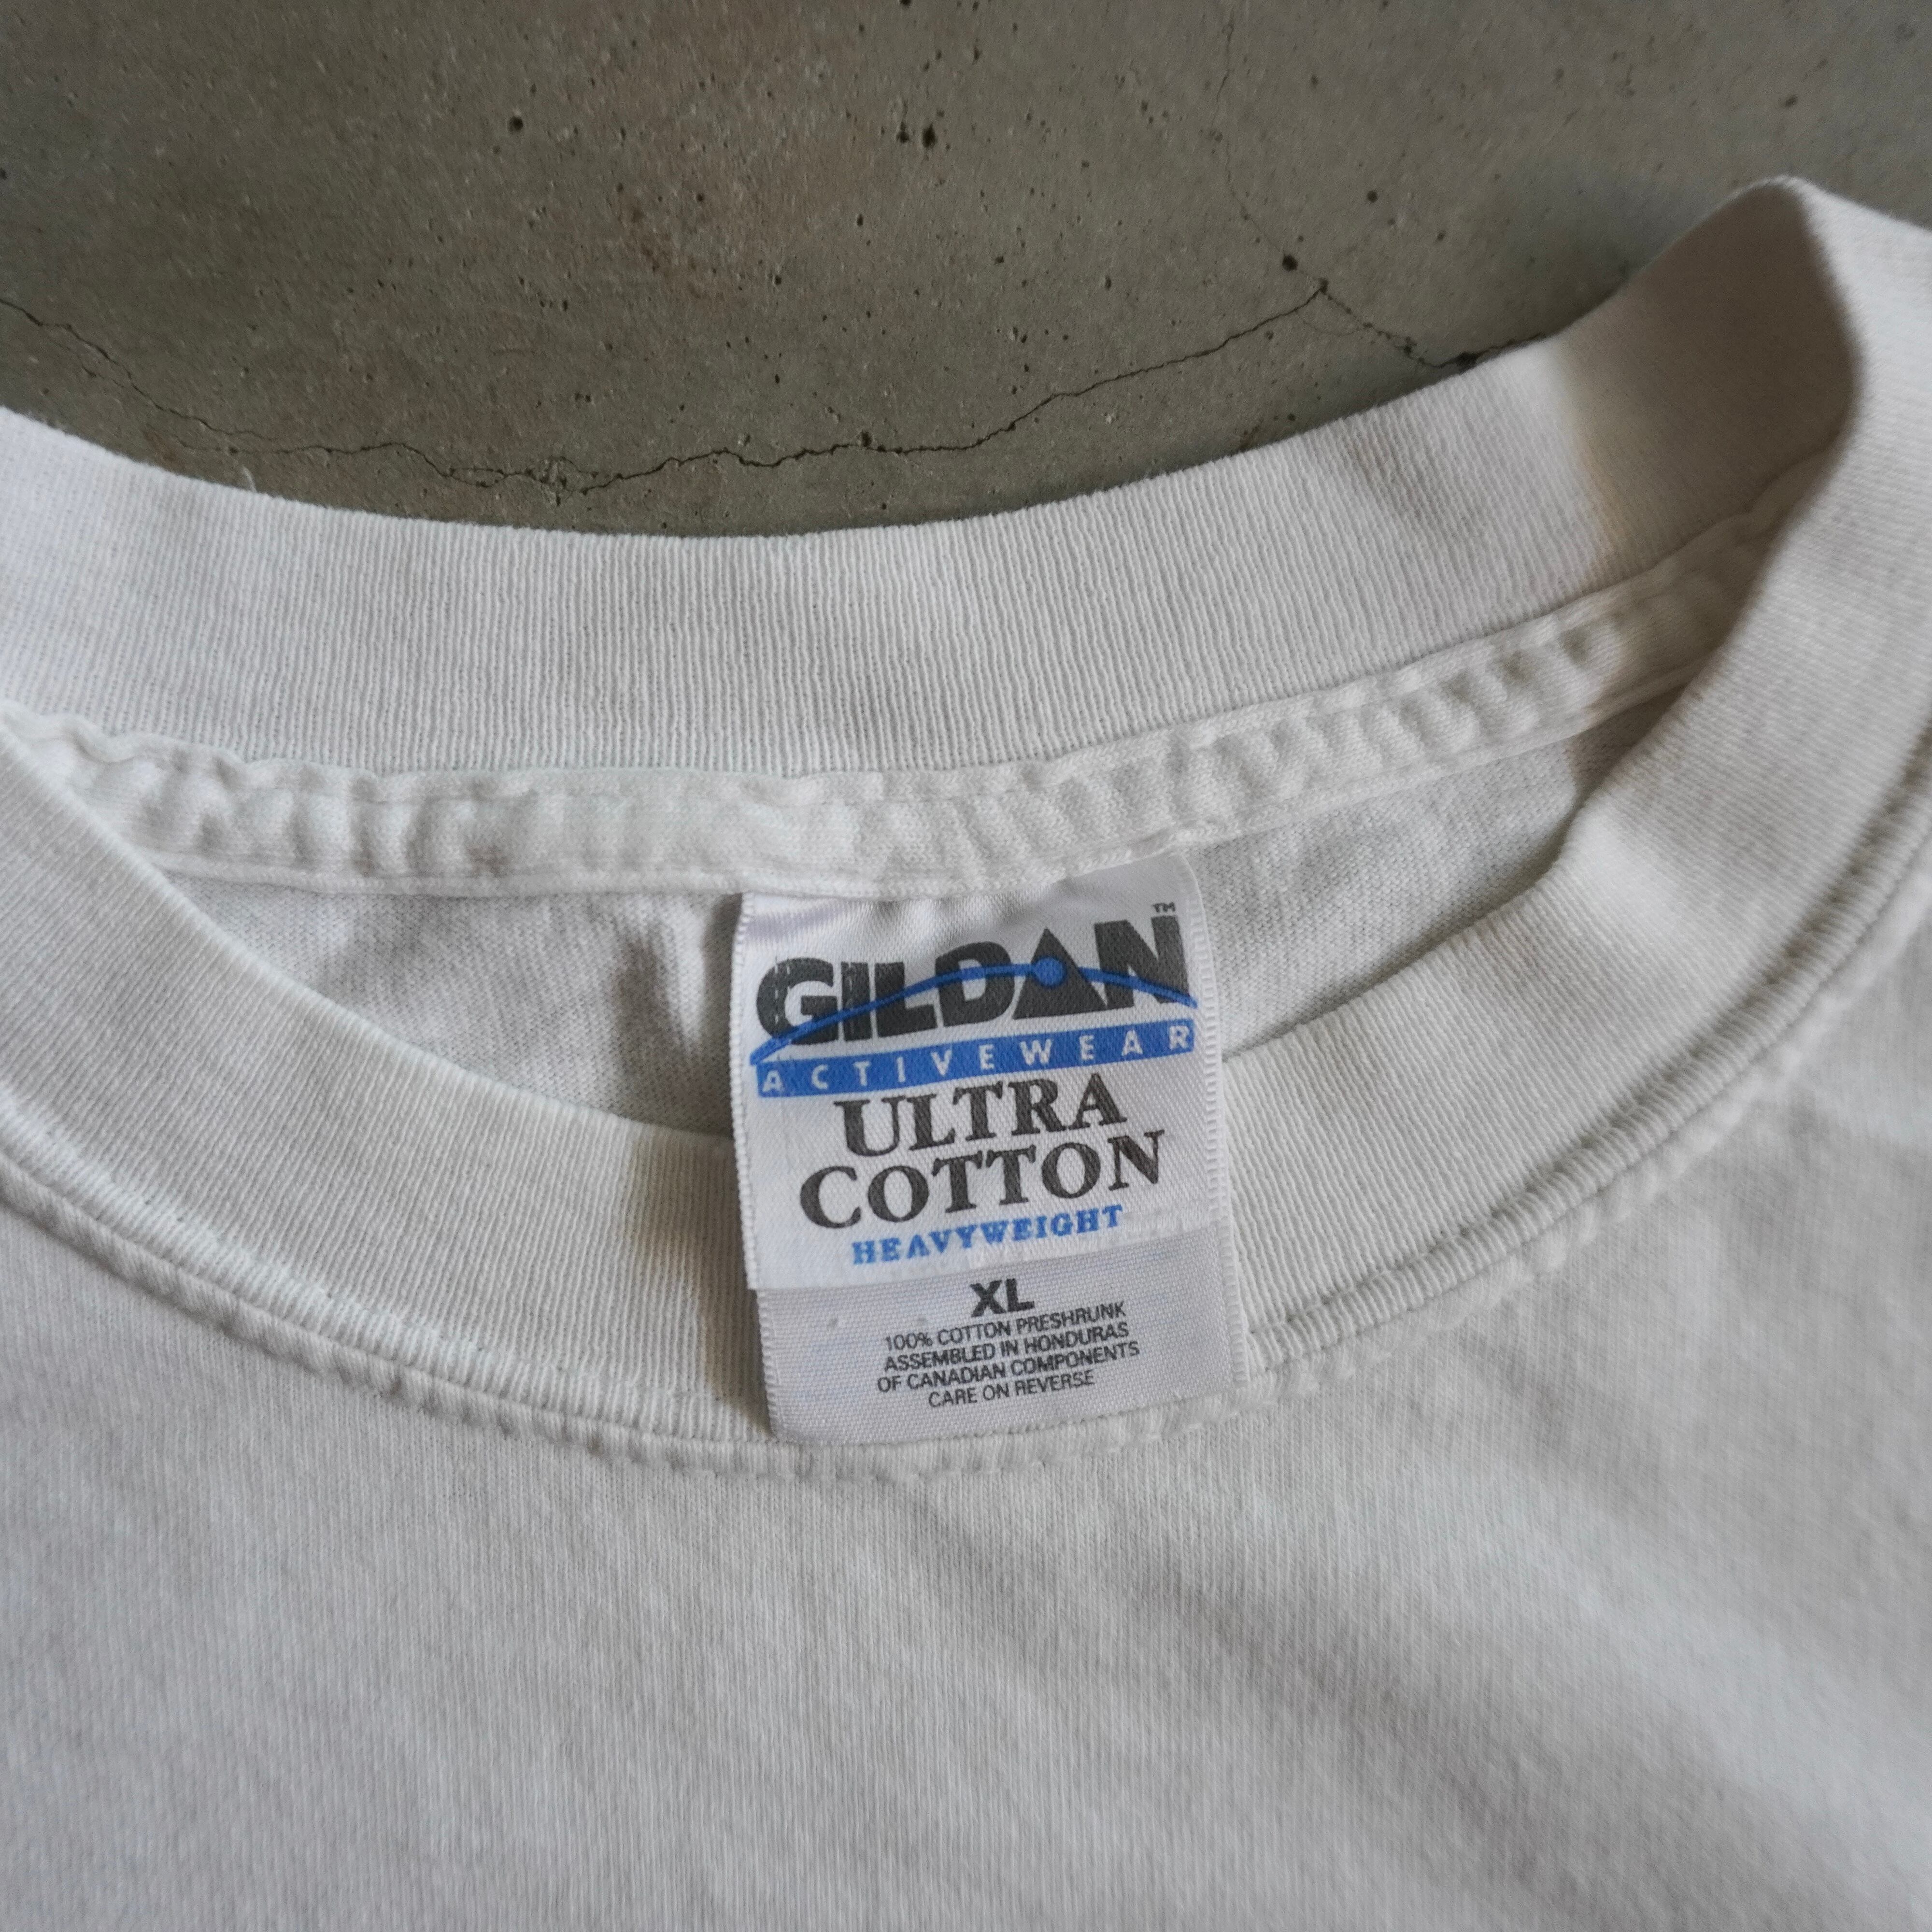 GILDAN™
ACTIVEWEAR
ULTRA
COTTON
HEAVYWEIGHT
XL
100% COTTON PRESHRUNK
ASSEMBLED IN HONDURAS
OF CANADIAN COMPONENTS
CARE ON REVERSE